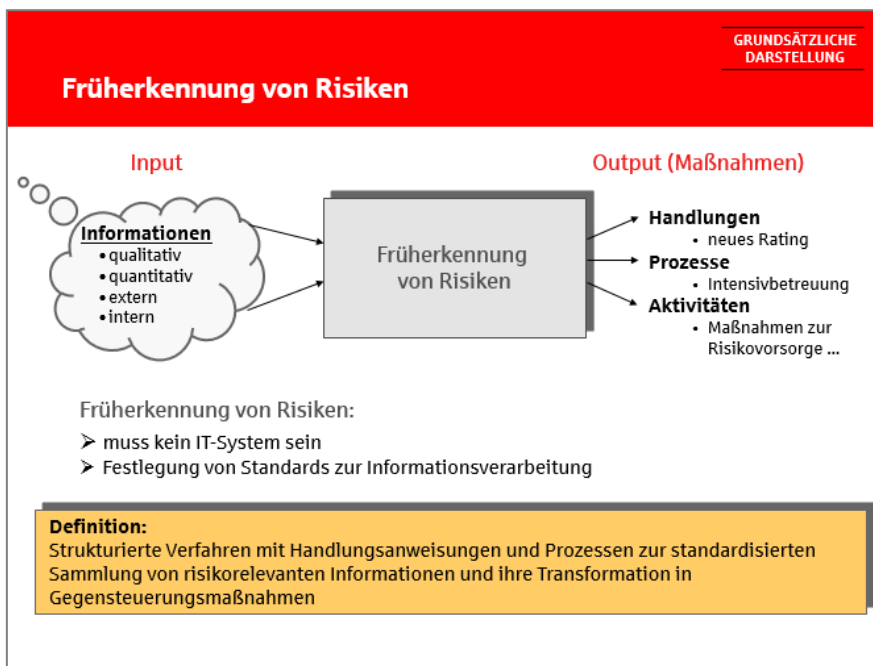 GRUNDSÄTZLICHE
DARSTELLUNG
Früherkennung von Risiken
Input
Output (Maßnahmen)
Informationen
• qualitativ
• quantitativ
• extern
• intern
Früherkennung
von Risiken
Handlungen
• neues Rating
Prozesse
• Intensivbetreuung
Aktivitäten
• Maßnahmen zur
Risikovorsorge ...
Früherkennung von Risiken:
➢ muss kein IT-System sein
➢ Festlegung von Standards zur Informationsverarbeitung
Definition:
Strukturierte Verfahren mit Handlungsanweisungen und Prozessen zur standardisierten
Sammlung von risikorelevanten Informationen und ihre Transformation in
Gegensteuerungsmaßnahmen